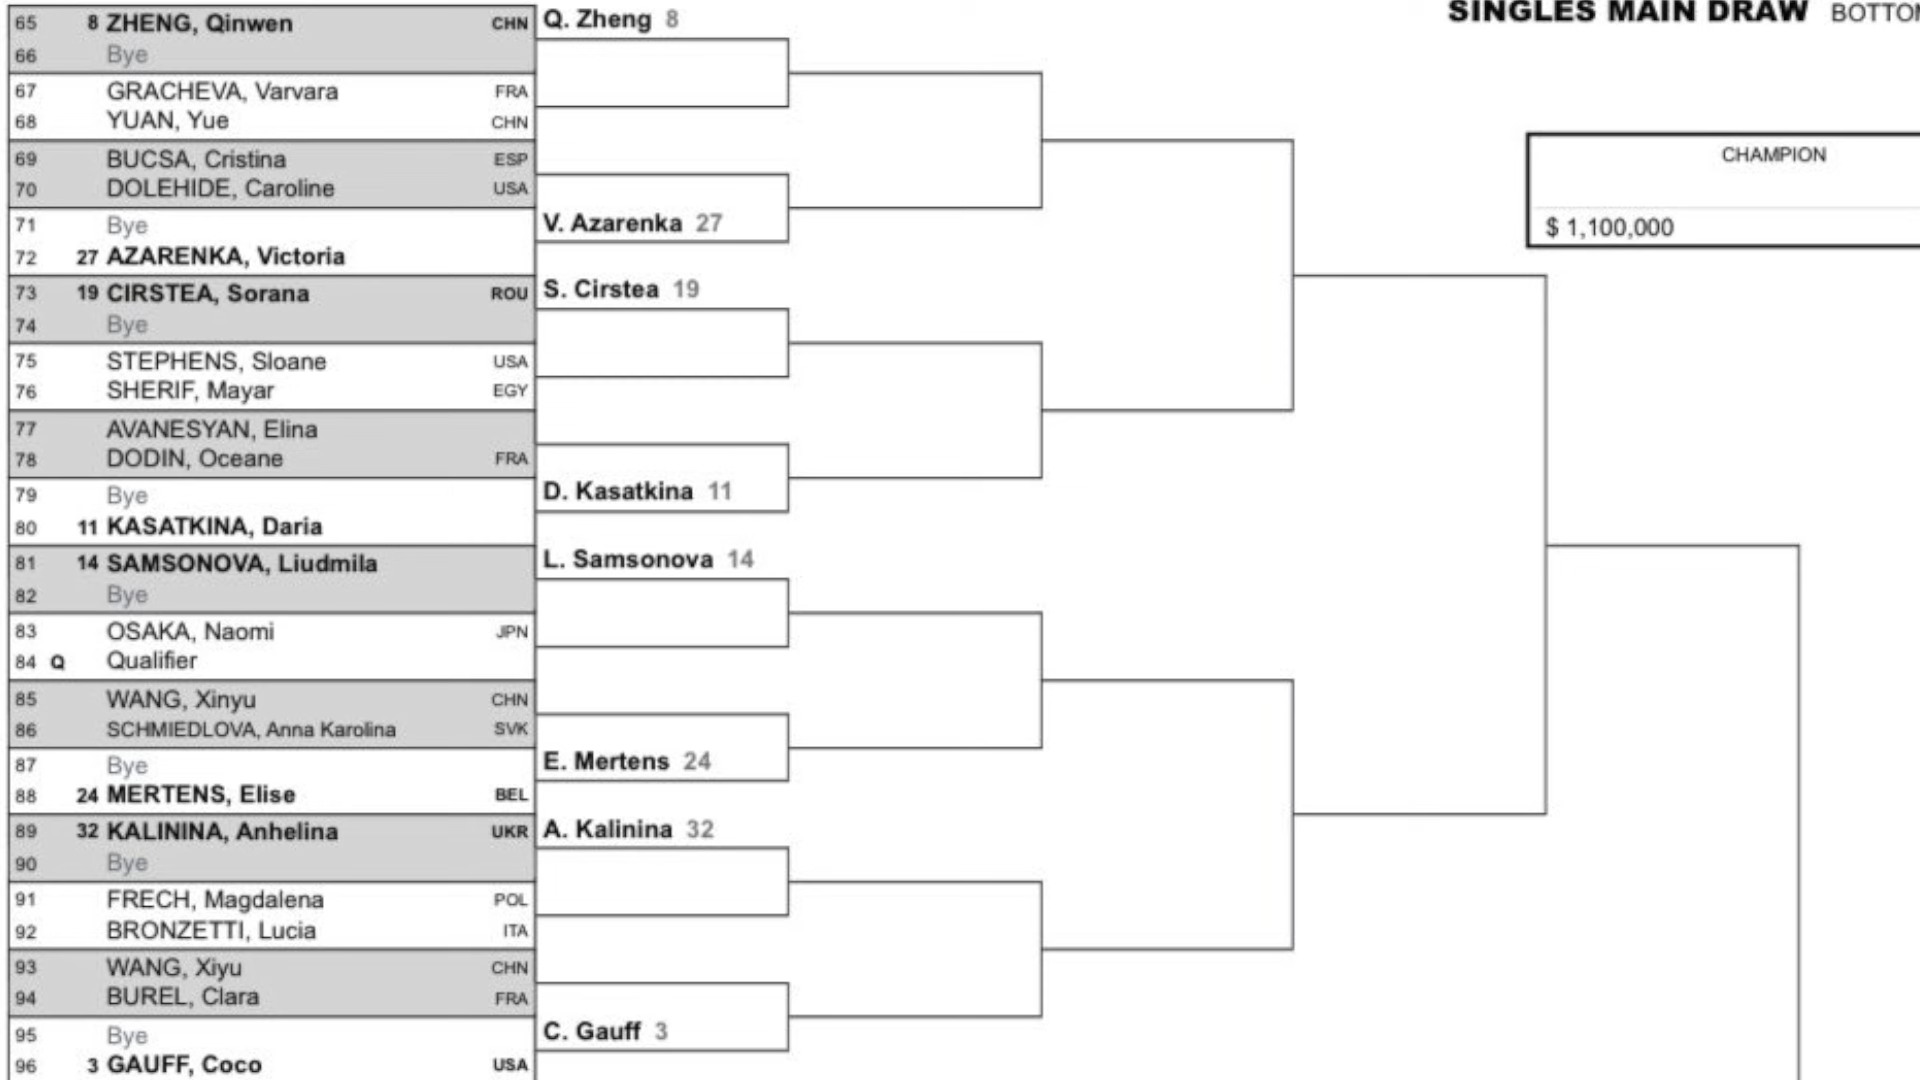 SINGLES MAIN DRAW
65 8 ZHENG, Qinwen CHN
66 Bye
Q. Zheng 8
67 GRACHEVA, Varvara FRA
68 YUAN, Yue CHN
69 BUCSA, Cristina ESP
70 DOLEHIDE, Caroline USA
71 Bye
72 27 AZARENKA, Victoria
V. Azarenka 27
73 19 CIRSTEA, Sorana ROU
74 Bye
S. Cirstea 19
75 STEPHENS, Sloane USA
76 SHERIF, Mayar EGY
77 AVANESYAN, Elina
78 DODIN, Oceane FRA
79 Bye
80 11 KASATKINA, Daria
D. Kasatkina 11
81 14 SAMSONOVA, Liudmila
82 Bye
L. Samsonova 14
83 OSAKA, Naomi JPN
84 Q Qualifier
85 WANG, Xinyu CHN
86 SCHMIEDLOVA, Anna Karolina SVK
87 Bye
88 24 MERTENS, Elise BEL
E. Mertens 24
89 32 KALININA, Anhelina UKR
90 Bye
A. Kalinina 32
91 FRECH, Magdalena POL
92 BRONZETTI, Lucia ITA
93 WANG, Xiyu CHN
94 BUREL, Clara FRA
95 Bye
96 3 GAUFF, Coco USA
C. Gauff 3
CHAMPION
$ 1,100,000